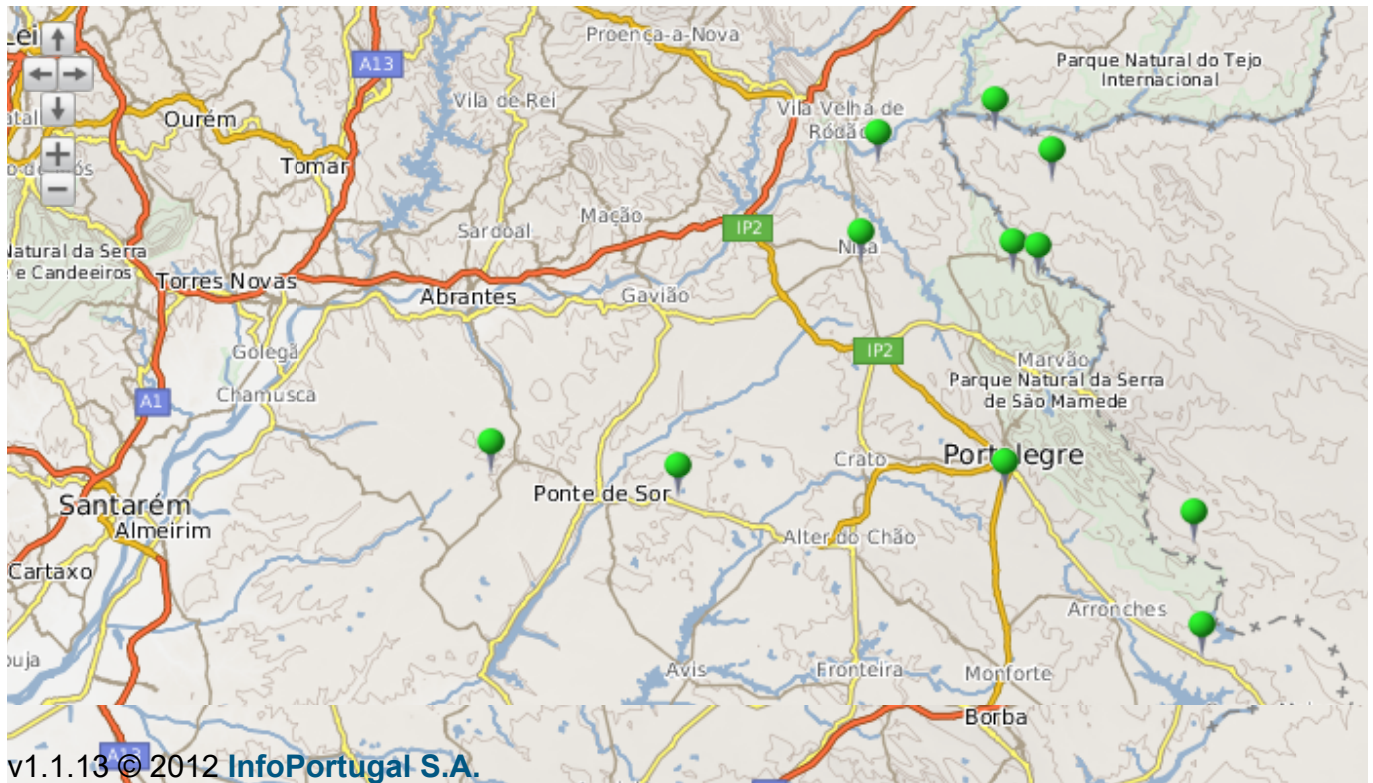 Lei
A13
Proença-a-Nova
Parque Natural do Tejo
Internacional
Vila de Rei
Vila Velha de
Ródão
atal
Ourém
Tomar
Mação
Sardoal
IP2
Nisa
Natural da Serra
e Candeeiros
Torres Novas
Abrantes
Gavião
Golegã
IP2
Marvão
Parque Natural da Serra
de São Mamede
A1
Chamusca
Crato
Portalegre
Santarém
Ponte de Sor
Almeirim
Alter do Chão
Cartaxo
Arronches
Avis
Fronteira
Monforte
Borba
A13
v1.1.13 © 2012 InfoPortugal S.A.